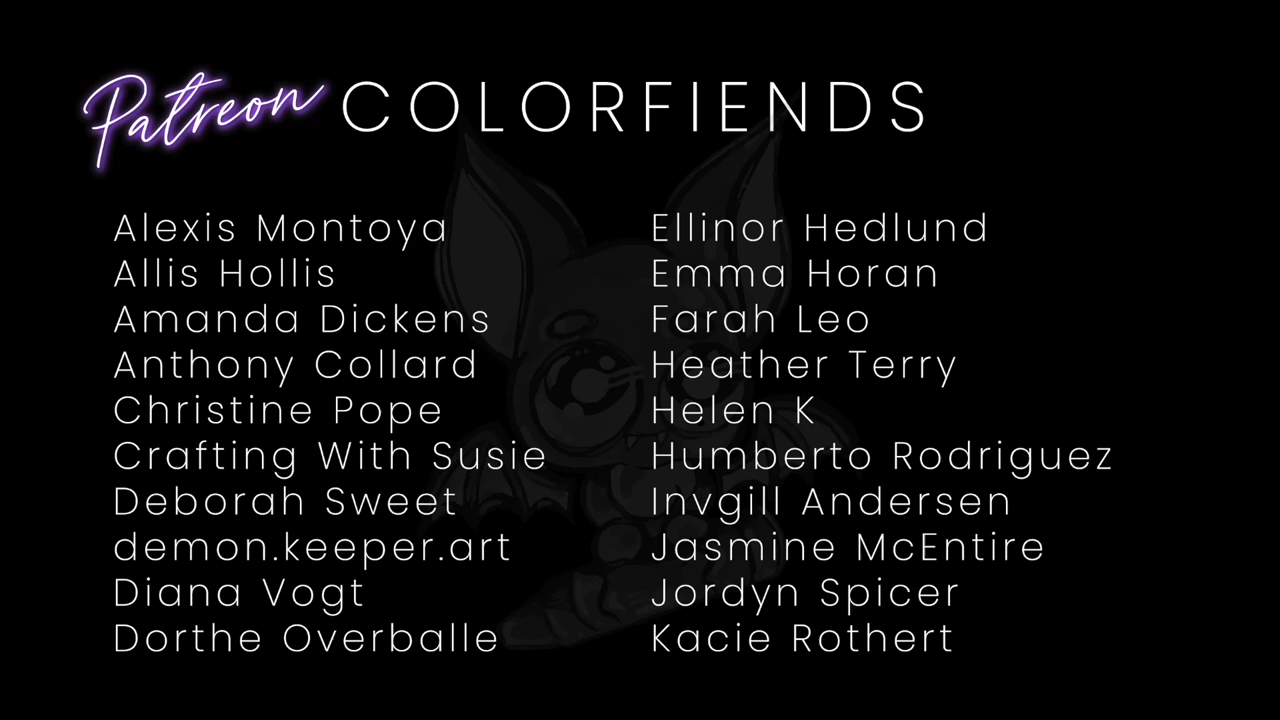 Patreon COLORFIENDS
Alexis Montoya
Allis Hollis
Amanda Dickens
Anthony Collard
Christine Pope
Crafting With Susie
Deborah Sweet
demon.keeper.art
Diana Vogt
Dorthe Overballe
Ellinor Hedlund
Emma Horan
Farah Leo
Heather Terry
Helen K
Humberto Rodriguez
Invgill Andersen
Jasmine McEntire
Jordyn Spicer
Kacie Rothert